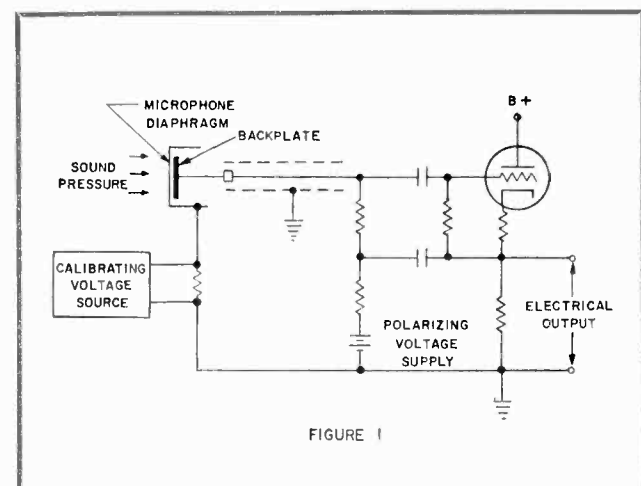 MICROPHONE
DIAPHRAGM
BACKPLATE
SOUND
PRESSURE
B+
CALIBRATING
VOLTAGE
SOURCE
POLARIZING
VOLTAGE
SUPPLY
ELECTRICAL
OUTPUT
FIGURE 1